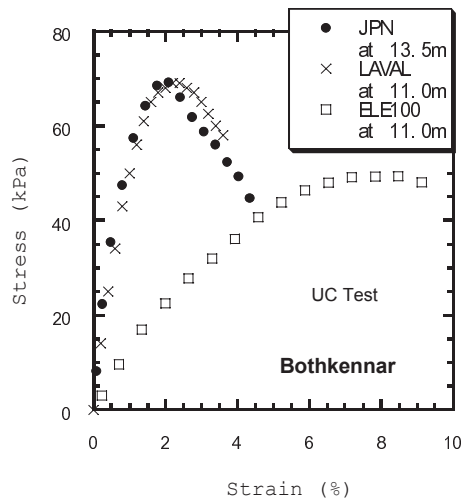 80
60
40
20
0
Stress (kPa)
JPN
at 13.5m
LAVAL
at 11.0m
ELE100
at 11.0m
UC Test
Bothkennar
0 2 4 6 8 10
Strain (%)